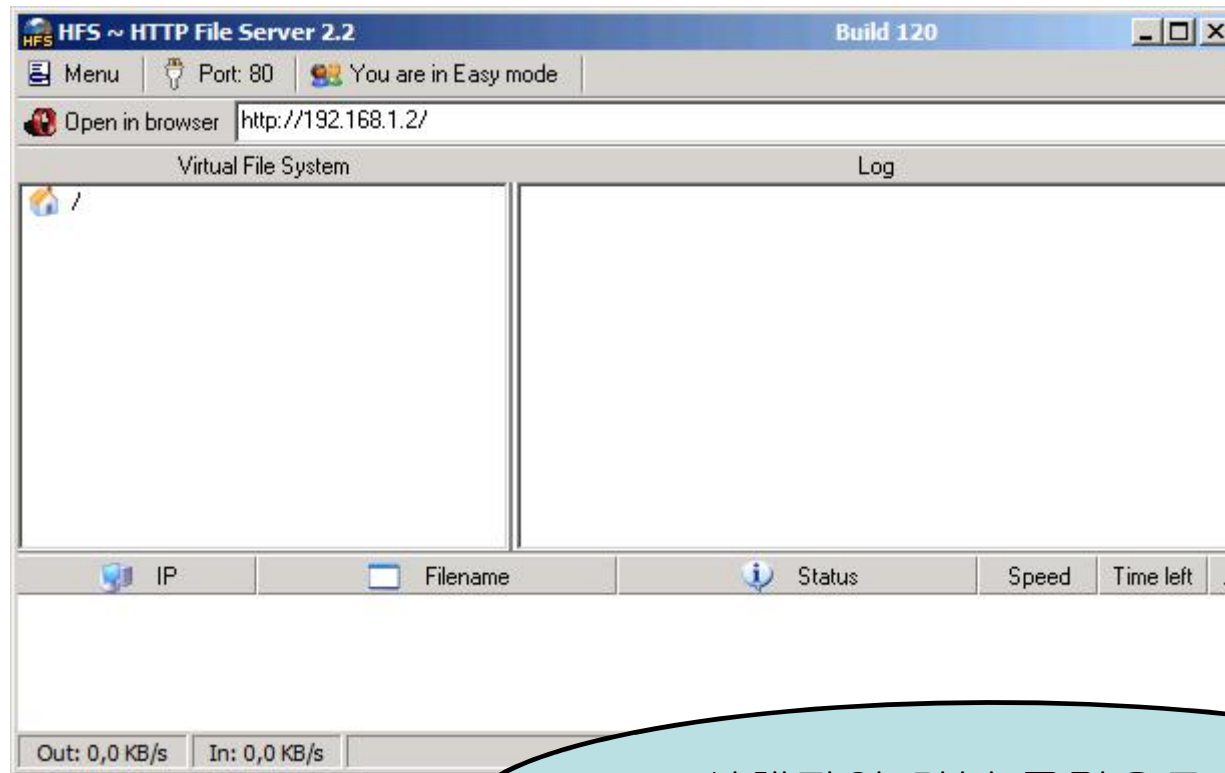 HFS ~ HTTP File Server 2.2 Build 120
Menu Port: 80 You are in Easy mode
Open in browser http://192.168.1.2/
Virtual File System Log
/
IP Filename Status Speed Time left
Out: 0,0 KB/s In: 0,0 KB/s